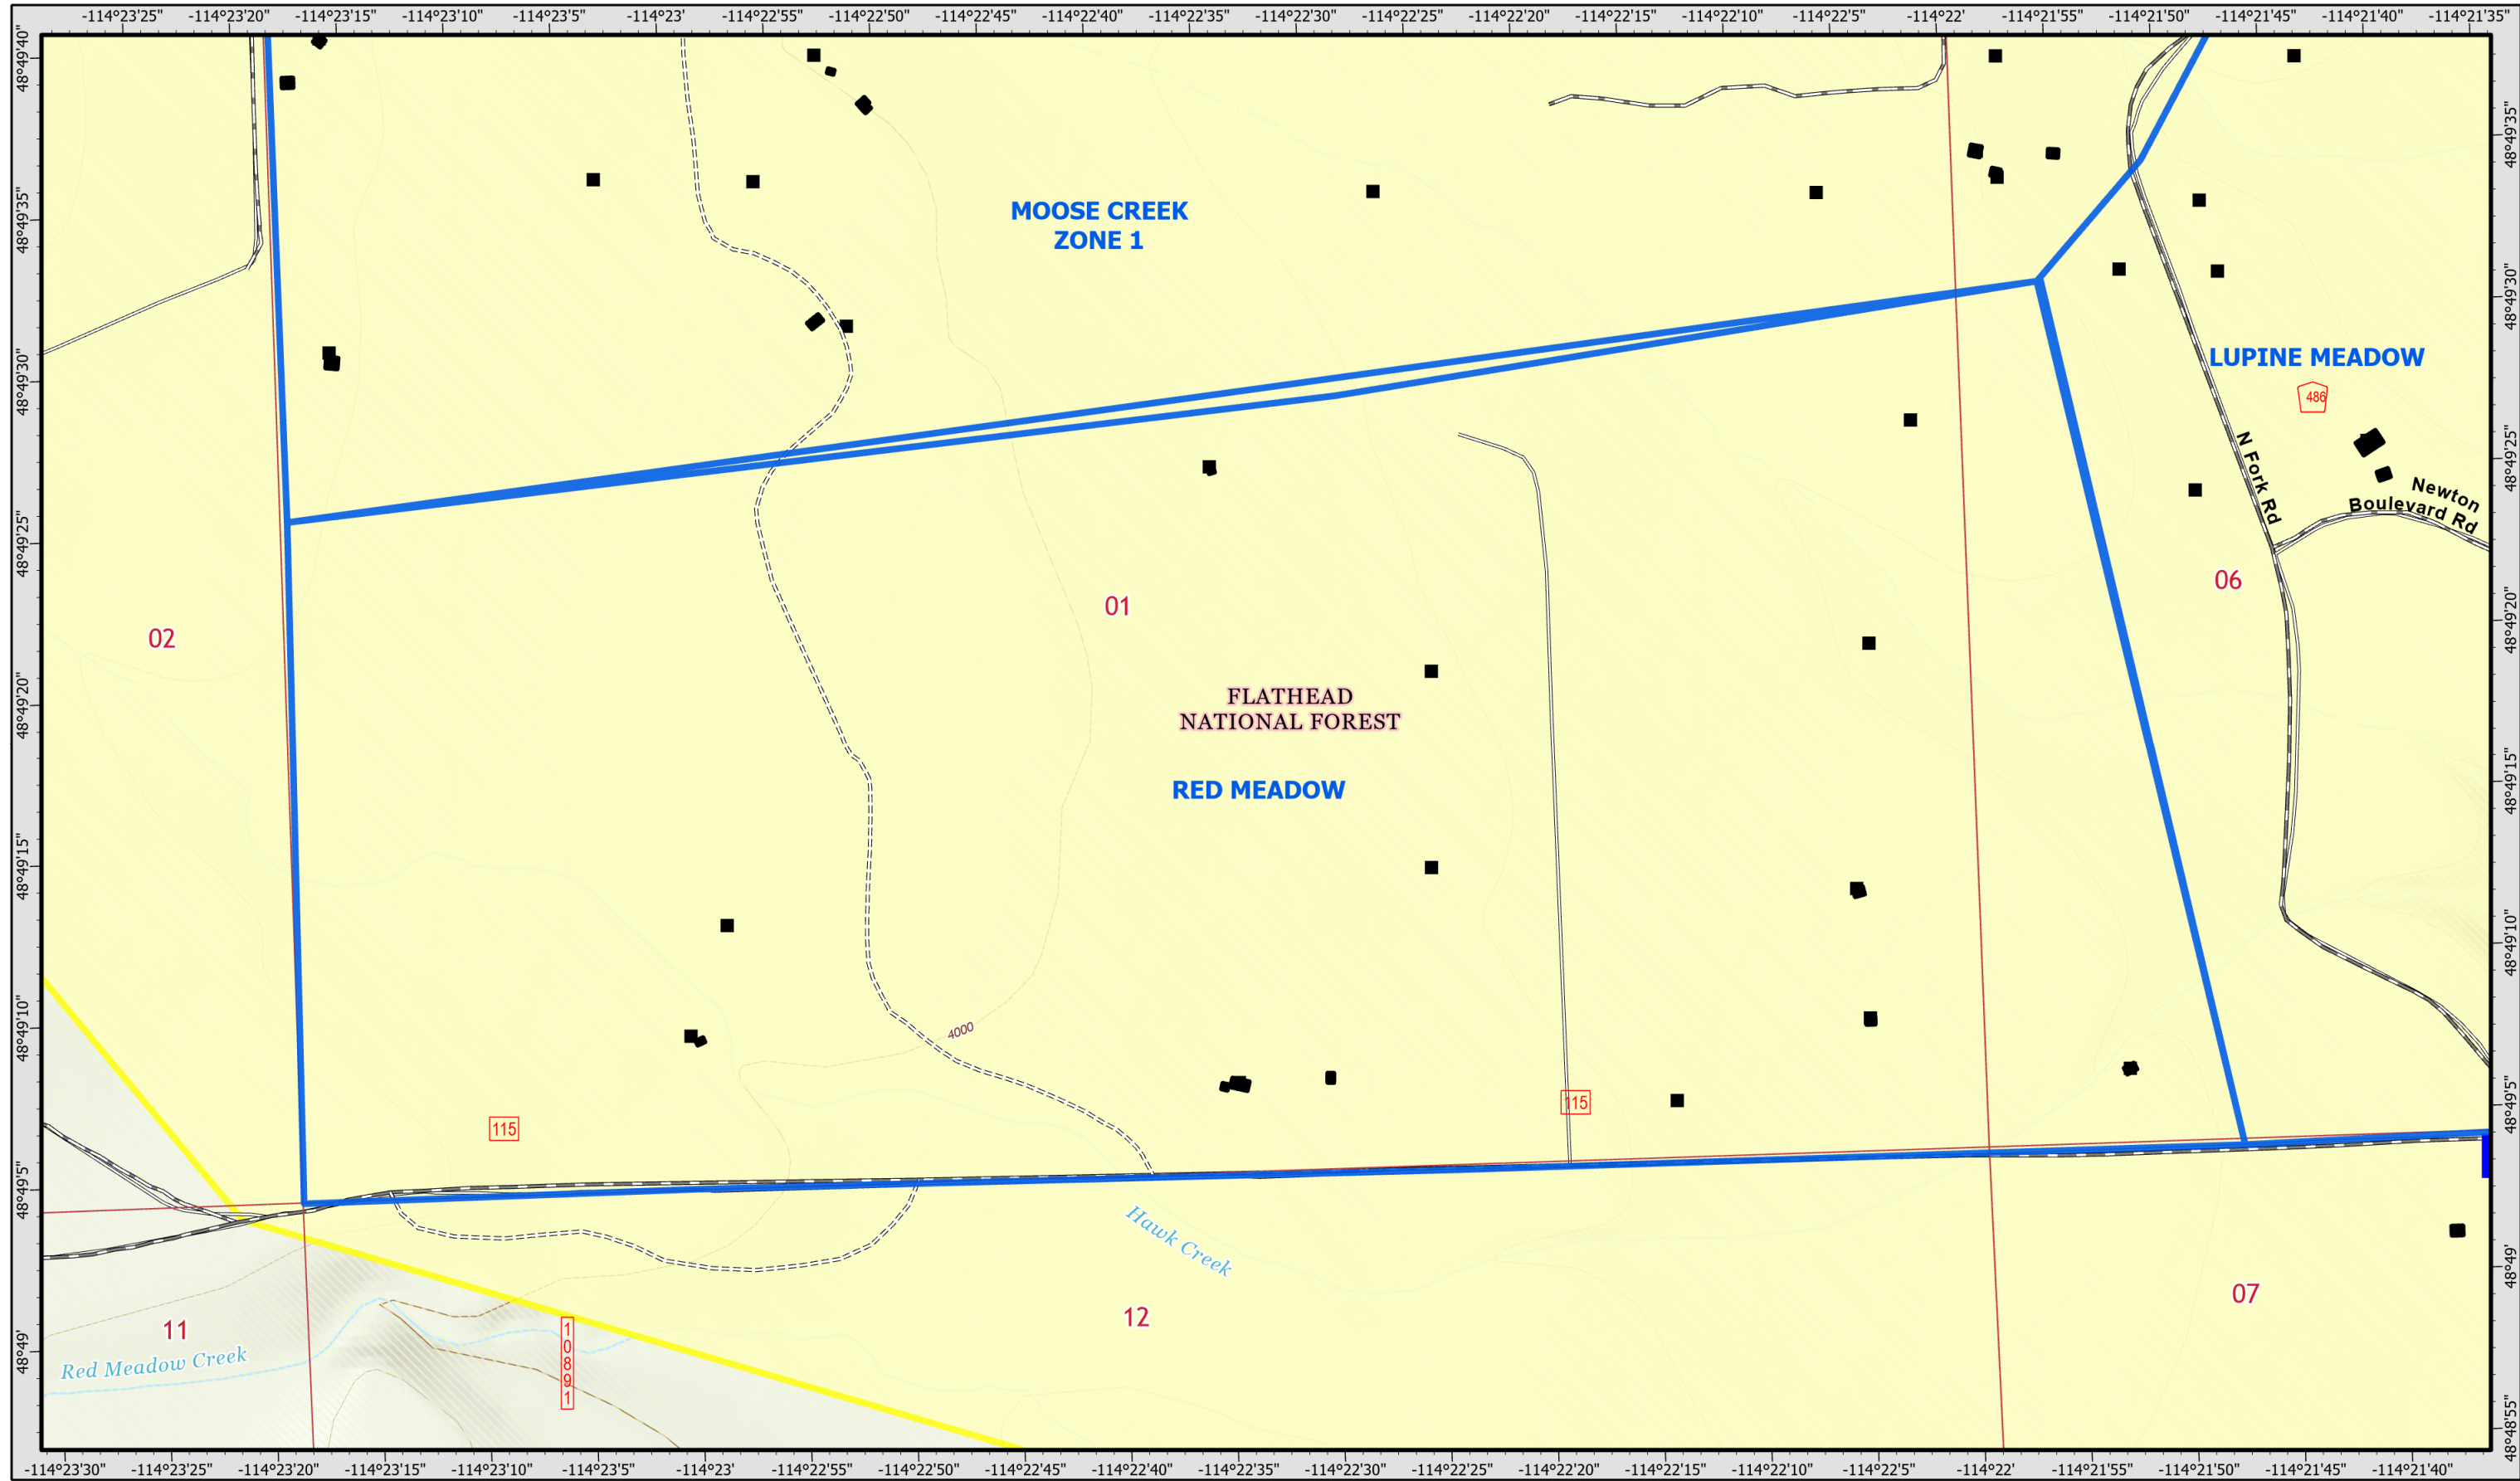 -114°23'25" -114°23'20" -114°23'15" -114°23'10" -114°23'5" -114°23' -114°22'55" -114°22'50" -114°22'45" -114°22'40" -114°22'35" -114°22'30" -114°22'25" -114°22'20" -114°22'15" -114°22'10" -114°22'5" -114°22' -114°21'55" -114°21'50" -114°21'45" -114°21'40" -114°21'35"
48°49'40"
48°49'35"
48°49'30"
48°49'25"
48°49'20"
48°49'15"
48°49'10"
48°49'5"
48°49'
MOOSE CREEK
ZONE 1
LUPINE MEADOW
486
N Fork Rd
Newton
Boulevard Rd
06
01
02
FLATHEAD
NATIONAL FOREST
RED MEADOW
4000
115
115
Hawk Creek
07
12
11
10891
Red Meadow Creek
48°49'35"
48°49'30"
48°49'25"
48°49'20"
48°49'15"
48°49'10"
48°49'5"
48°49'
48°48'55"
-114°23'30" -114°23'25" -114°23'20" -114°23'15" -114°23'10" -114°23'5" -114°23' -114°22'55" -114°22'50" -114°22'45" -114°22'40" -114°22'35" -114°22'30" -114°22'25" -114°22'20" -114°22'15" -114°22'10" -114°22'5" -114°22' -114°21'55" -114°21'50" -114°21'45" -114°21'40"